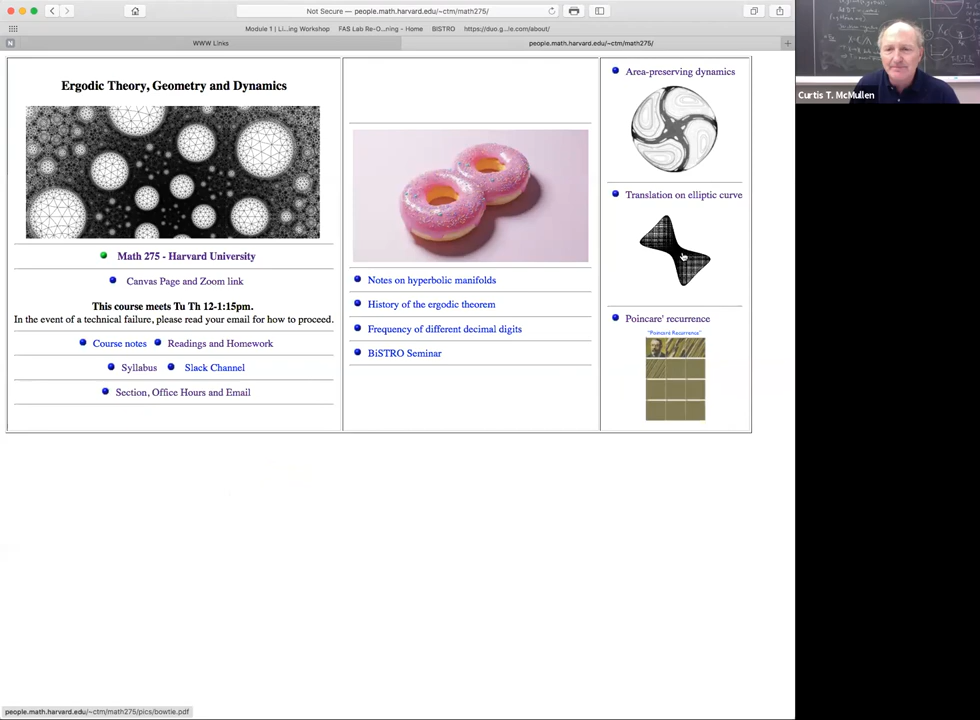 Not Secure — people.math.harvard.edu/~ctm/math275/
Module 1 | Li...ing Workshop
FAS Lab Re-O...ning - Home
BISTRO
https://duo.g...le.com/about/
N
WWW Links
people.math.harvard.edu/~ctm/math275/
Ergodic Theory, Geometry and Dynamics
Math 275 - Harvard University
Canvas Page and Zoom link
This course meets Tu Th 12-1:15pm.
In the event of a technical failure, please read your email for how to proceed.
Course notes
Readings and Homework
Syllabus
Slack Channel
Section, Office Hours and Email
Notes on hyperbolic manifolds
History of the ergodic theorem
Frequency of different decimal digits
BiSTRO Seminar
Area-preserving dynamics
Translation on elliptic curve
Poincare' recurrence
"Poincaré Recurrence"
Curtis T. McMullen
people.math.harvard.edu/~ctm/math275/pics/bowtie.pdf